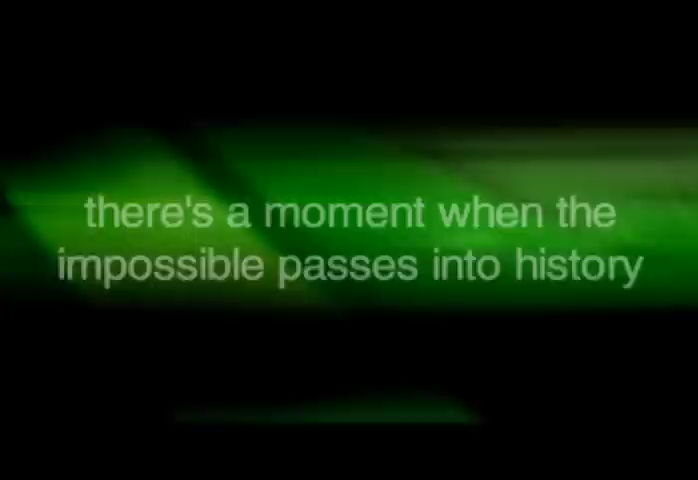 there's a moment when the
impossible passes into history